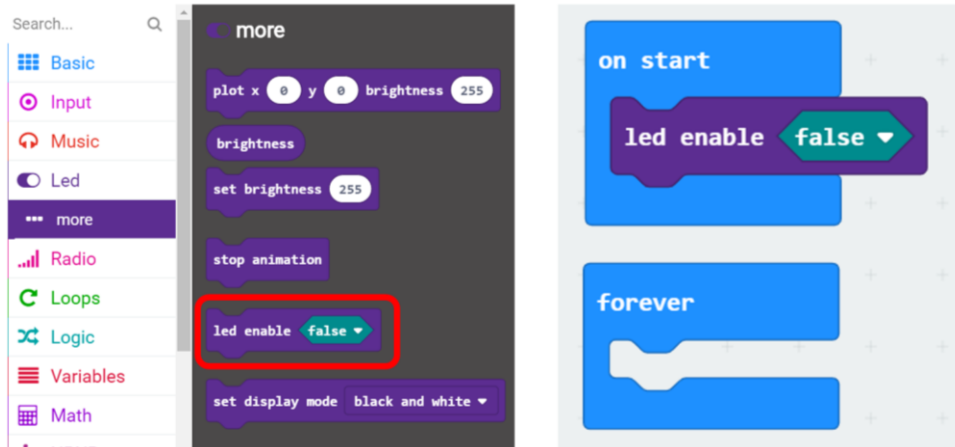 Search...
Basic
Input
Music
Led
more
Radio
Loops
Logic
Variables
Math
more
plot x 0 y 0 brightness 255
brightness
set brightness 255
stop animation
led enable false
set display mode black and white
on start
led enable false
forever